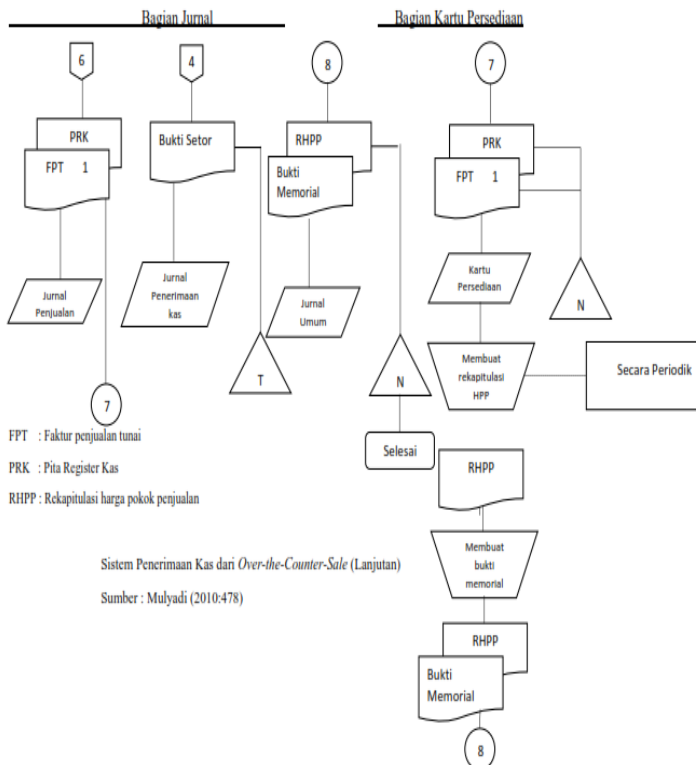 Bagian Jurnal
Bagian Kartu Persediaan
6
4
8
7
PRK
FPT 1
Bukti Setor
RHPP
Bukti
Memorial
PRK
FPT 1
Jurnal
Penjualan
Jurnal
Penerimaan
kas
Jurnal
Umum
Kartu
Persediaan
N
T
N
Membuat
rekapitulasi
HPP
Secara Periodik
7
Selesai
FPT : Faktur penjualan tunai
PRK : Pita Register Kas
RHPP : Rekapitulasi harga pokok penjualan
RHPP
Membuat
bukti
memorial
Sistem Penerimaan Kas dari Over-the-Counter-Sale (Lanjutan)
Sumber : Mulyadi (2010:478)
RHPP
Bukti
Memorial
8